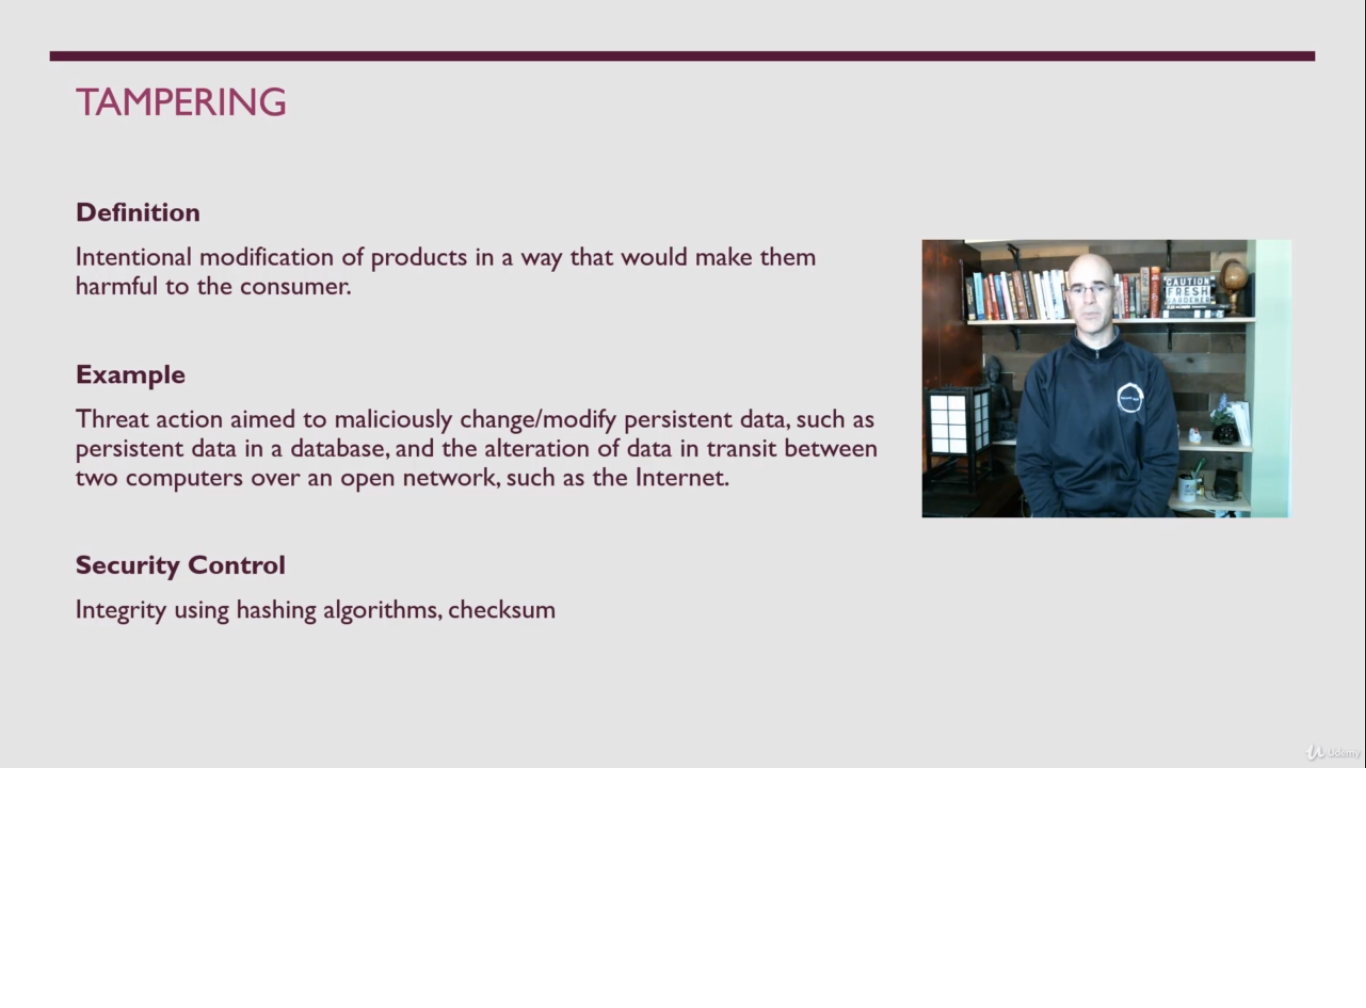 TAMPERING
Definition
Intentional modification of products in a way that would make them
harmful to the consumer.
Example
Threat action aimed to maliciously change/modify persistent data, such as
persistent data in a database, and the alteration of data in transit between
two computers over an open network, such as the Internet.
Security Control
Integrity using hashing algorithms, checksum
CAUTION
FRESH
GARDENER
Udemy